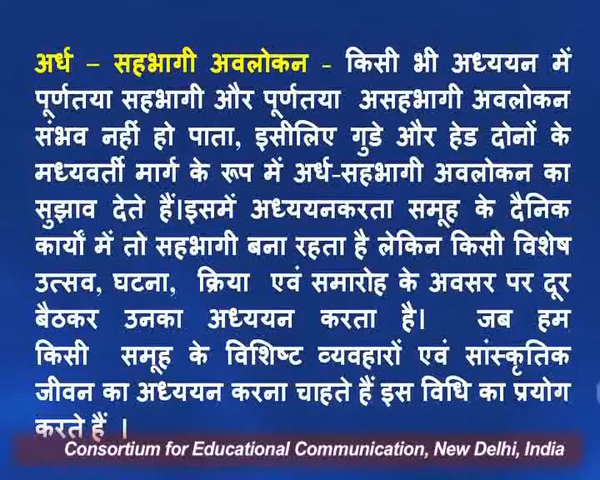 अर्ध – सहभागी अवलोकन - किसी भी अध्ययन में
पूर्णतया सहभागी और पूर्णतया असहभागी अवलोकन
संभव नहीं हो पाता, इसीलिए गुडे और हेड दोनों के
मध्यवर्ती मार्ग के रूप में अर्ध-सहभागी अवलोकन का
सुझाव देते हैं।इसमें अध्ययनकरता समूह के दैनिक
कार्यों में तो सहभागी बना रहता है लेकिन किसी विशेष
उत्सव, घटना, क्रिया एवं समारोह के अवसर पर दूर
बैठकर उनका अध्ययन करता है। जब हम
किसी समूह के विशिष्ट व्यवहारों एवं सांस्कृतिक
जीवन का अध्ययन करना चाहते हैं इस विधि का प्रयोग
करते हैं ।
Consortium for Educational Communication, New Delhi, India